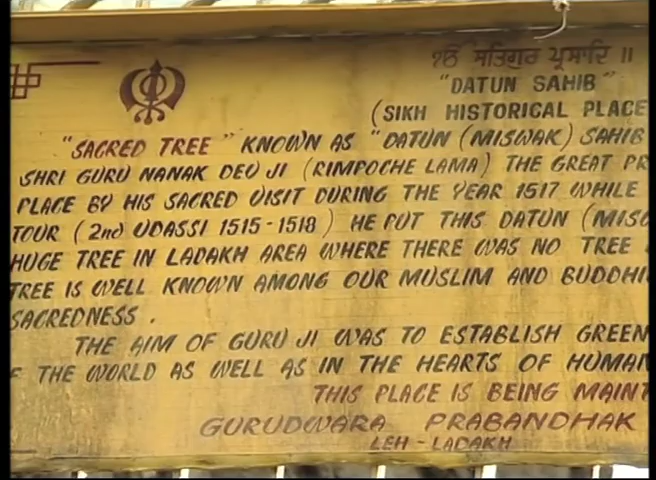 ੴ ਸਤਿਗੁਰ ਪ੍ਰਸਾਦਿ ॥
"DATUN SAHIB"
(SIKH HISTORICAL PLACE
"SACRED TREE" KNOWN AS "DATUN (MISWAK) SAHIB
SHRI GURU NANAK DEV JI (RIMPOCHE LAMA) THE GREAT
PLACE BY HIS SACRED VISIT DURING THE YEAR 1517 WHILE
TOUR (2ND UDASSI 1515-1518) HE PUT THIS DATUN
HUGE TREE IN LADAKH AREA WHERE THERE WAS NO TREE
TREE IS WELL KNOWN AMONG OUR MUSLIM AND
SACREDNESS.
THE AIM OF GURU JI WAS TO ESTABLISH GREEN
THE WORLD AS WELL AS IN THE HEARTS OF
THIS PLACE IS BEING
GURUDWARA PRABANDHAK
LEH - LADAKH